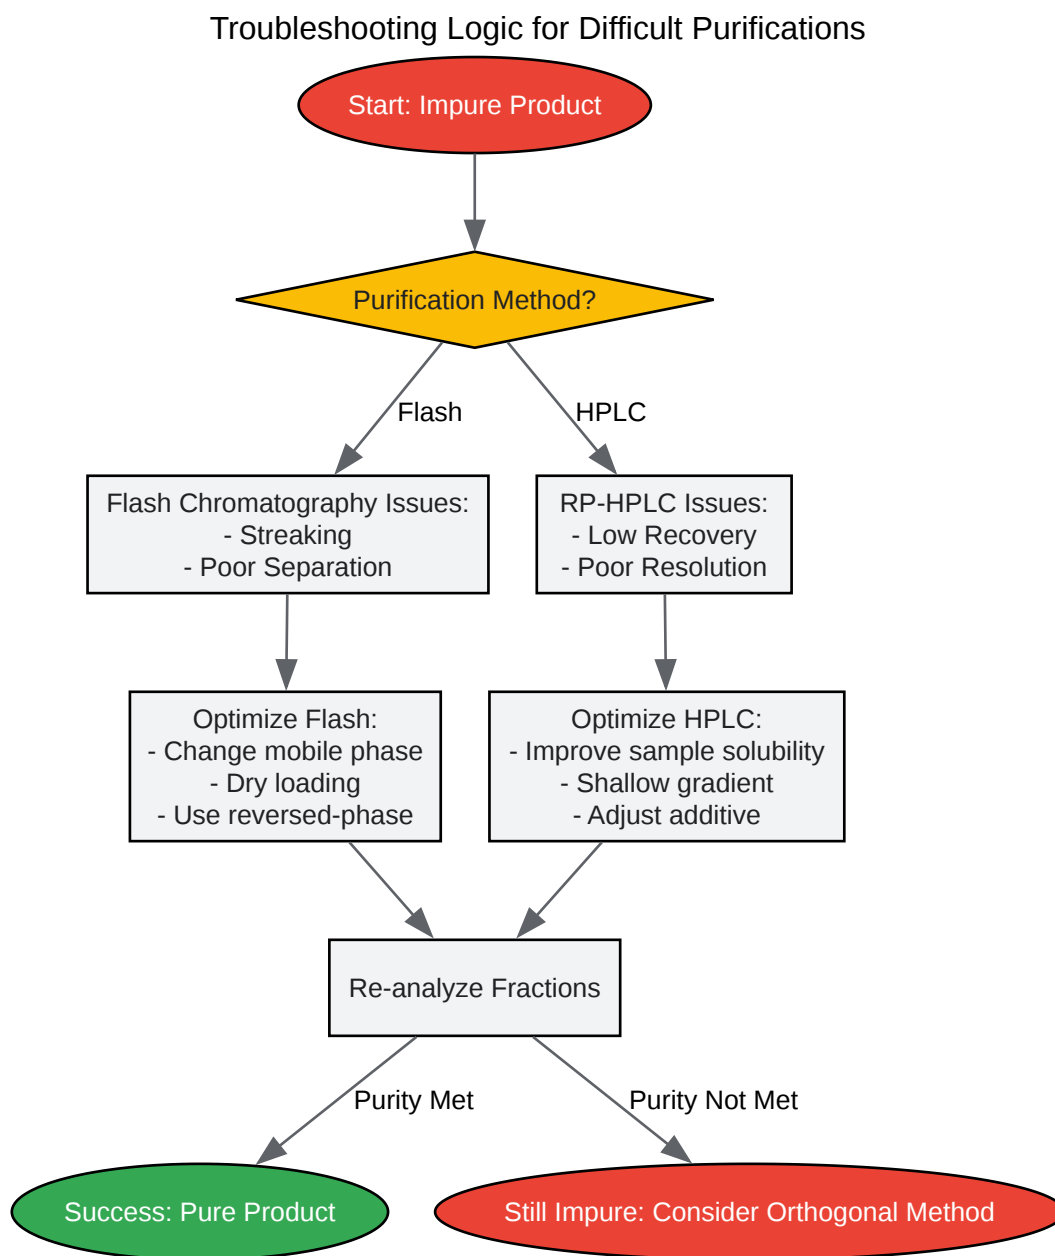 Troubleshooting Logic for Difficult Purifications
Start: Impure Product
Purification Method?
Flash
HPLC
Flash Chromatography Issues:
- Streaking
- Poor Separation
RP-HPLC Issues:
- Low Recovery
- Poor Resolution
Optimize Flash:
- Change mobile phase
- Dry loading
- Use reversed-phase
Optimize HPLC:
- Improve sample solubility
- Shallow gradient
- Adjust additive
Re-analyze Fractions
Purity Met
Purity Not Met
Success: Pure Product
Still Impure: Consider Orthogonal Method